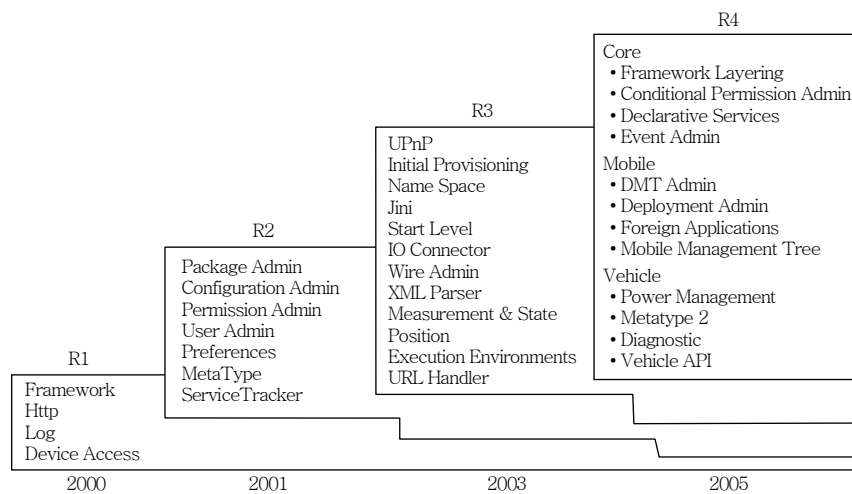 R1
Framework
Http
Log
Device Access
R2
Package Admin
Configuration Admin
Permission Admin
User Admin
Preferences
MetaType
ServiceTracker
R3
UPnP
Initial Provisioning
Name Space
Jini
Start Level
IO Connector
Wire Admin
XML Parser
Measurement & State
Position
Execution Environments
URL Handler
R4
Core
• Framework Layering
• Conditional Permission Admin
• Declarative Services
• Event Admin
Mobile
• DMT Admin
• Deployment Admin
• Foreign Applications
• Mobile Management Tree
Vehicle
• Power Management
• Metatype 2
• Diagnostic
• Vehicle API
2000
2001
2003
2005